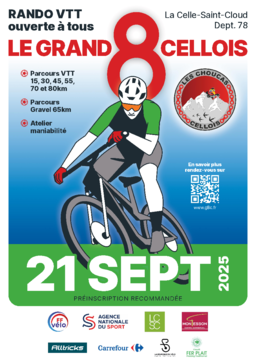 RANDO VTT
ouverte à tous
La Celle-Saint-Cloud
Dept. 78
LE GRAND 8 CELLOIS
Parcours VTT
15, 30, 45, 55,
70 et 80km
Parcours
Gravel 65km
Atelier
maniabilité
LES CHOUCAS
CELLOIS
En savoir plus
rendez-vous sur
www.g8c.fr
21 SEPT 2025
PRÉINSCRIPTION RECOMMANDÉE
FF
vélo
AGENCE
NATIONALE
DU SPORT
Alltricks
Carrefour